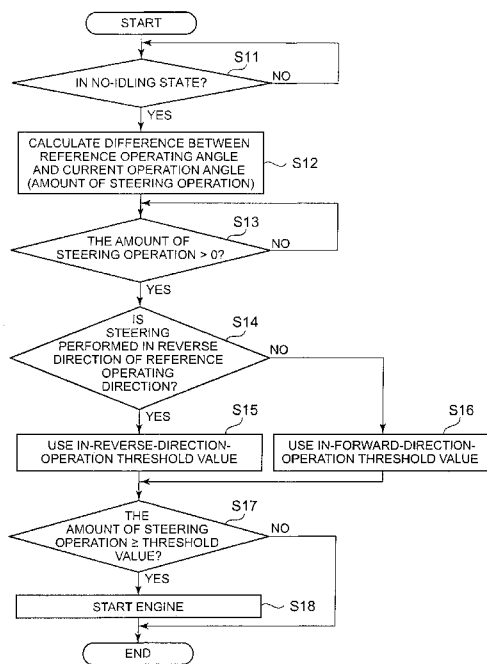 START
S11
IN NO-IDLING STATE?
NO
YES
CALCULATE DIFFERENCE BETWEEN
REFERENCE OPERATING ANGLE
AND CURRENT OPERATION ANGLE
(AMOUNT OF STEERING OPERATION)
S12
S13
THE AMOUNT OF
STEERING OPERATION > 0?
NO
YES
S14
IS
STEERING
PERFORMED IN REVERSE
DIRECTION OF REFERENCE
OPERATING
DIRECTION?
NO
YES
S15
USE IN-REVERSE-DIRECTION-
OPERATION THRESHOLD VALUE
S16
USE IN-FORWARD-DIRECTION-
OPERATION THRESHOLD VALUE
S17
THE
AMOUNT OF STEERING
OPERATION ≥ THRESHOLD
VALUE?
NO
YES
START ENGINE
S18
END